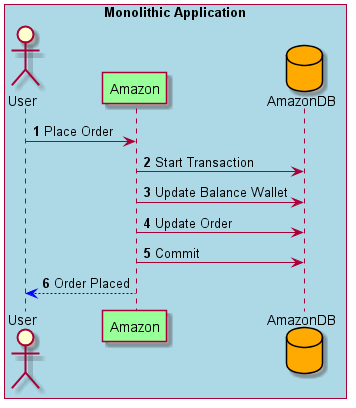 Monolithic Application
User
Amazon
AmazonDB
1 Place Order
2 Start Transaction
3 Update Balance Wallet
4 Update Order
5 Commit
6 Order Placed
User
Amazon
AmazonDB